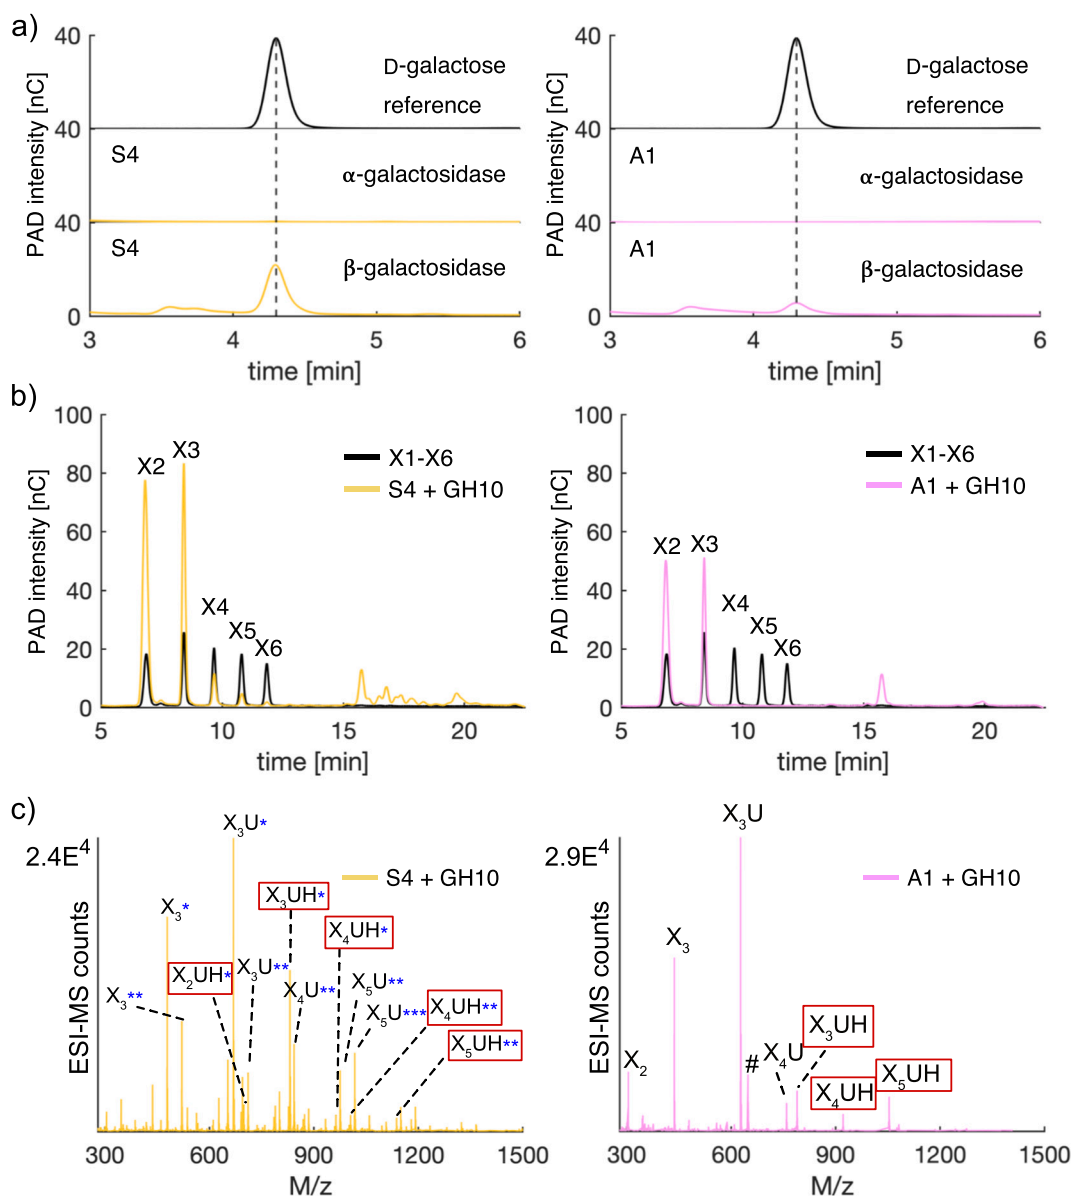 a)
40
PAD intensity [nC]
D-galactose
reference
40
S4
α-galactosidase
40
S4
β-galactosidase
0
3
4
5
6
time [min]
40
PAD intensity [nC]
D-galactose
reference
40
A1
α-galactosidase
40
A1
β-galactosidase
0
3
4
5
6
time [min]
b)
100
80
60
40
20
0
PAD intensity [nC]
X2
X3
X4
X5
X6
X1-X6
S4 + GH10
5
10
15
20
time [min]
100
80
60
40
20
0
PAD intensity [nC]
X2
X3
X4
X5
X6
X1-X6
A1 + GH10
5
10
15
20
time [min]
c)
2.4E⁴
ESI-MS counts
S4 + GH10
X₃U*
X₃*
X₃UH*
X₄UH*
X₂UH*
X₃U**
X₃**
X₄U**
X₅U**
X₅U***
X₄UH**
X₅UH**
300
600
900
1200
1500
M/z
2.9E⁴
ESI-MS counts
A1 + GH10
X₃U
X₃
X₂
#
X₄U
X₃UH
X₄UH
X₅UH
300
600
900
1200
1500
M/z